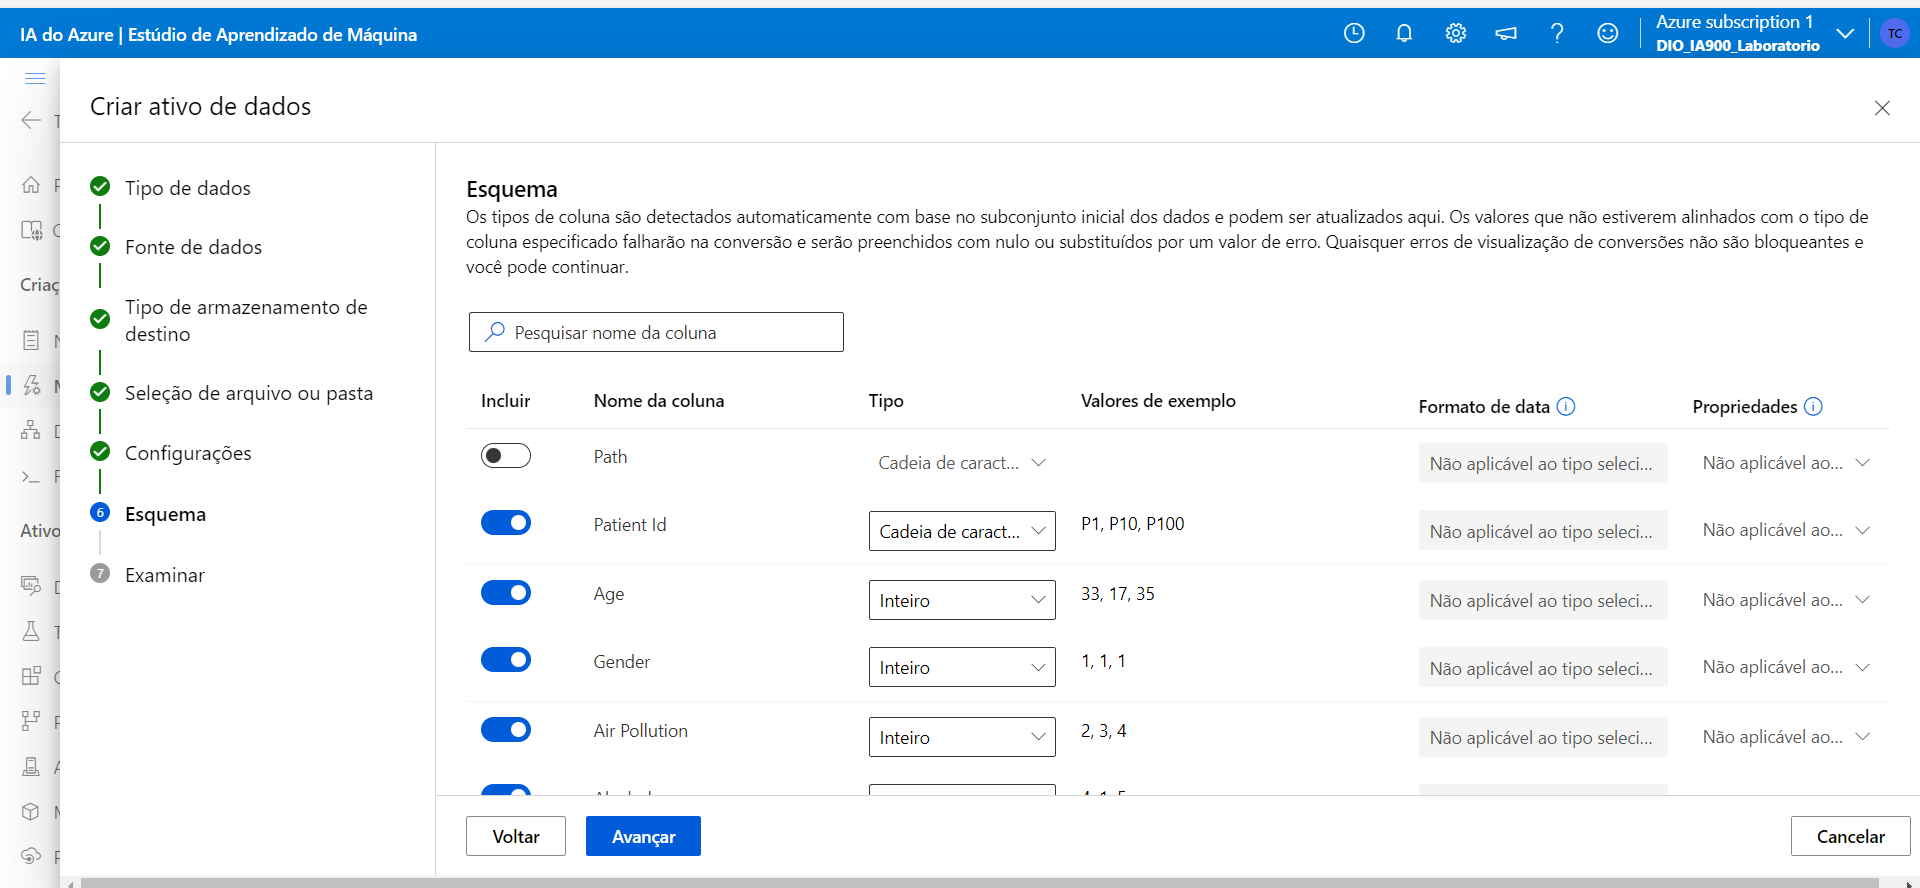 IA do Azure | Estúdio de Aprendizado de Máquina
Azure subscription 1
DIO_IA900_Laboratorio
TC
Criar ativo de dados
Tipo de dados
Fonte de dados
Tipo de armazenamento de
destino
Seleção de arquivo ou pasta
Configurações
6 Esquema
7 Examinar
Esquema
Os tipos de coluna são detectados automaticamente com base no subconjunto inicial dos dados e podem ser atualizados aqui. Os valores que não estiverem alinhados com o tipo de
coluna especificado falharão na conversão e serão preenchidos com nulo ou substituídos por um valor de erro. Quaisquer erros de visualização de conversões não são bloqueantes e
você pode continuar.
Pesquisar nome da coluna
Incluir Nome da coluna Tipo Valores de exemplo Formato de data Propriedades
Path Cadeia de caract... Não aplicável ao tipo seleci... Não aplicável ao...
Patient Id Cadeia de caract... P1, P10, P100 Não aplicável ao tipo seleci... Não aplicável ao...
Age Inteiro 33, 17, 35 Não aplicável ao tipo seleci... Não aplicável ao...
Gender Inteiro 1, 1, 1 Não aplicável ao tipo seleci... Não aplicável ao...
Air Pollution Inteiro 2, 3, 4 Não aplicável ao tipo seleci... Não aplicável ao...
Voltar Avançar Cancelar